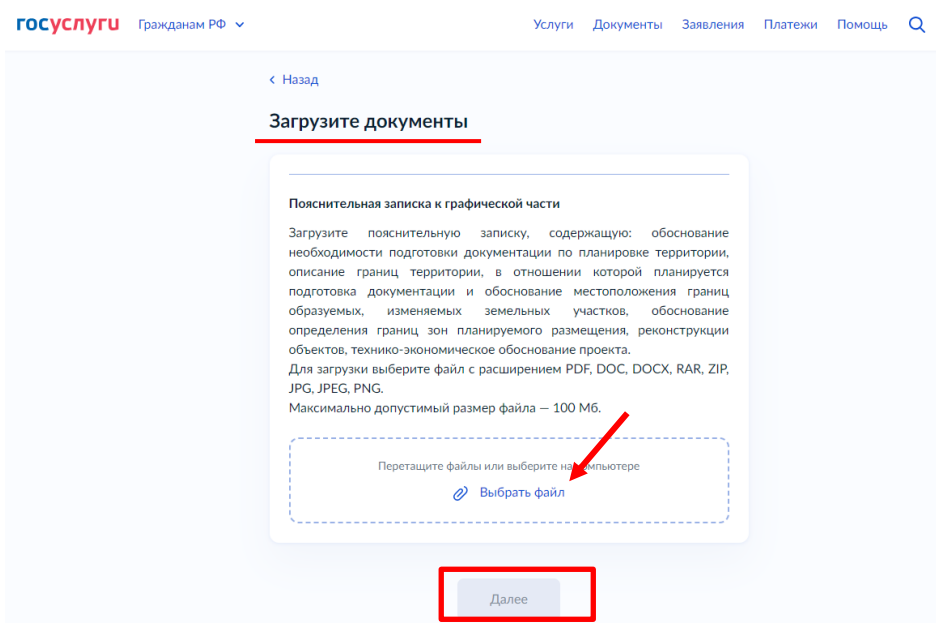 госуслуги Гражданам РФ Услуги Документы Заявления Платежи Помощь
Назад
Загрузите документы
Пояснительная записка к графической части
Загрузите пояснительную записку, содержащую: обоснование
необходимости подготовки документации по планировке территории,
описание границ территории, в отношении которой планируется
подготовка документации и обоснование местоположения границ
образуемых, изменяемых земельных участков, обоснование
определения границ зон планируемого размещения, реконструкции
объектов, технико-экономическое обоснование проекта.
Для загрузки выберите файл с расширением PDF, DOC, DOCX, RAR, ZIP,
JPG, JPEG, PNG.
Максимально допустимый размер файла — 100 Мб.
Перетащите файлы или выберите на компьютере
Выбрать файл
Далее